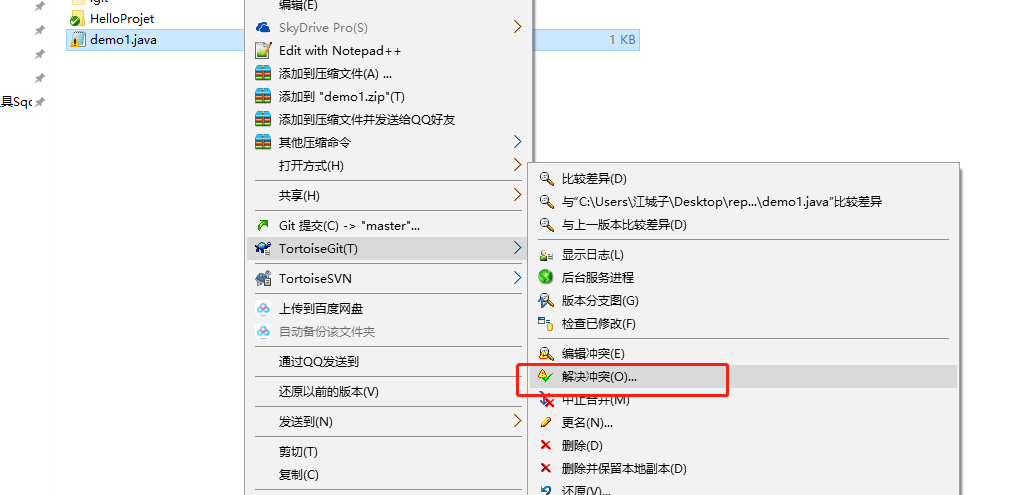 HelloProjet
demo1.java
1 KB
具Sqc
编辑(E)
SkyDrive Pro(S)
Edit with Notepad++
添加到压缩文件(A) ...
添加到 "demo1.zip"(T)
添加到压缩文件并发送给QQ好友
其他压缩命令
打开方式(H)
共享(H)
Git 提交(C) -> "master"...
TortoiseGit(T)
TortoiseSVN
上传到百度网盘
自动备份该文件夹
通过QQ发送到
还原以前的版本(V)
发送到(N)
剪切(T)
复制(C)
比较差异(D)
与“C:\Users\江城子\Desktop\rep...\demo1.java”比较差异
与上一版本比较差异(D)
显示日志(L)
后台服务进程
版本分支图(G)
检查已修改(F)
编辑冲突(E)
解决冲突(O)...
中止合并(M)
更名(N)...
删除(D)
删除并保留本地副本(D)
还原(V)...